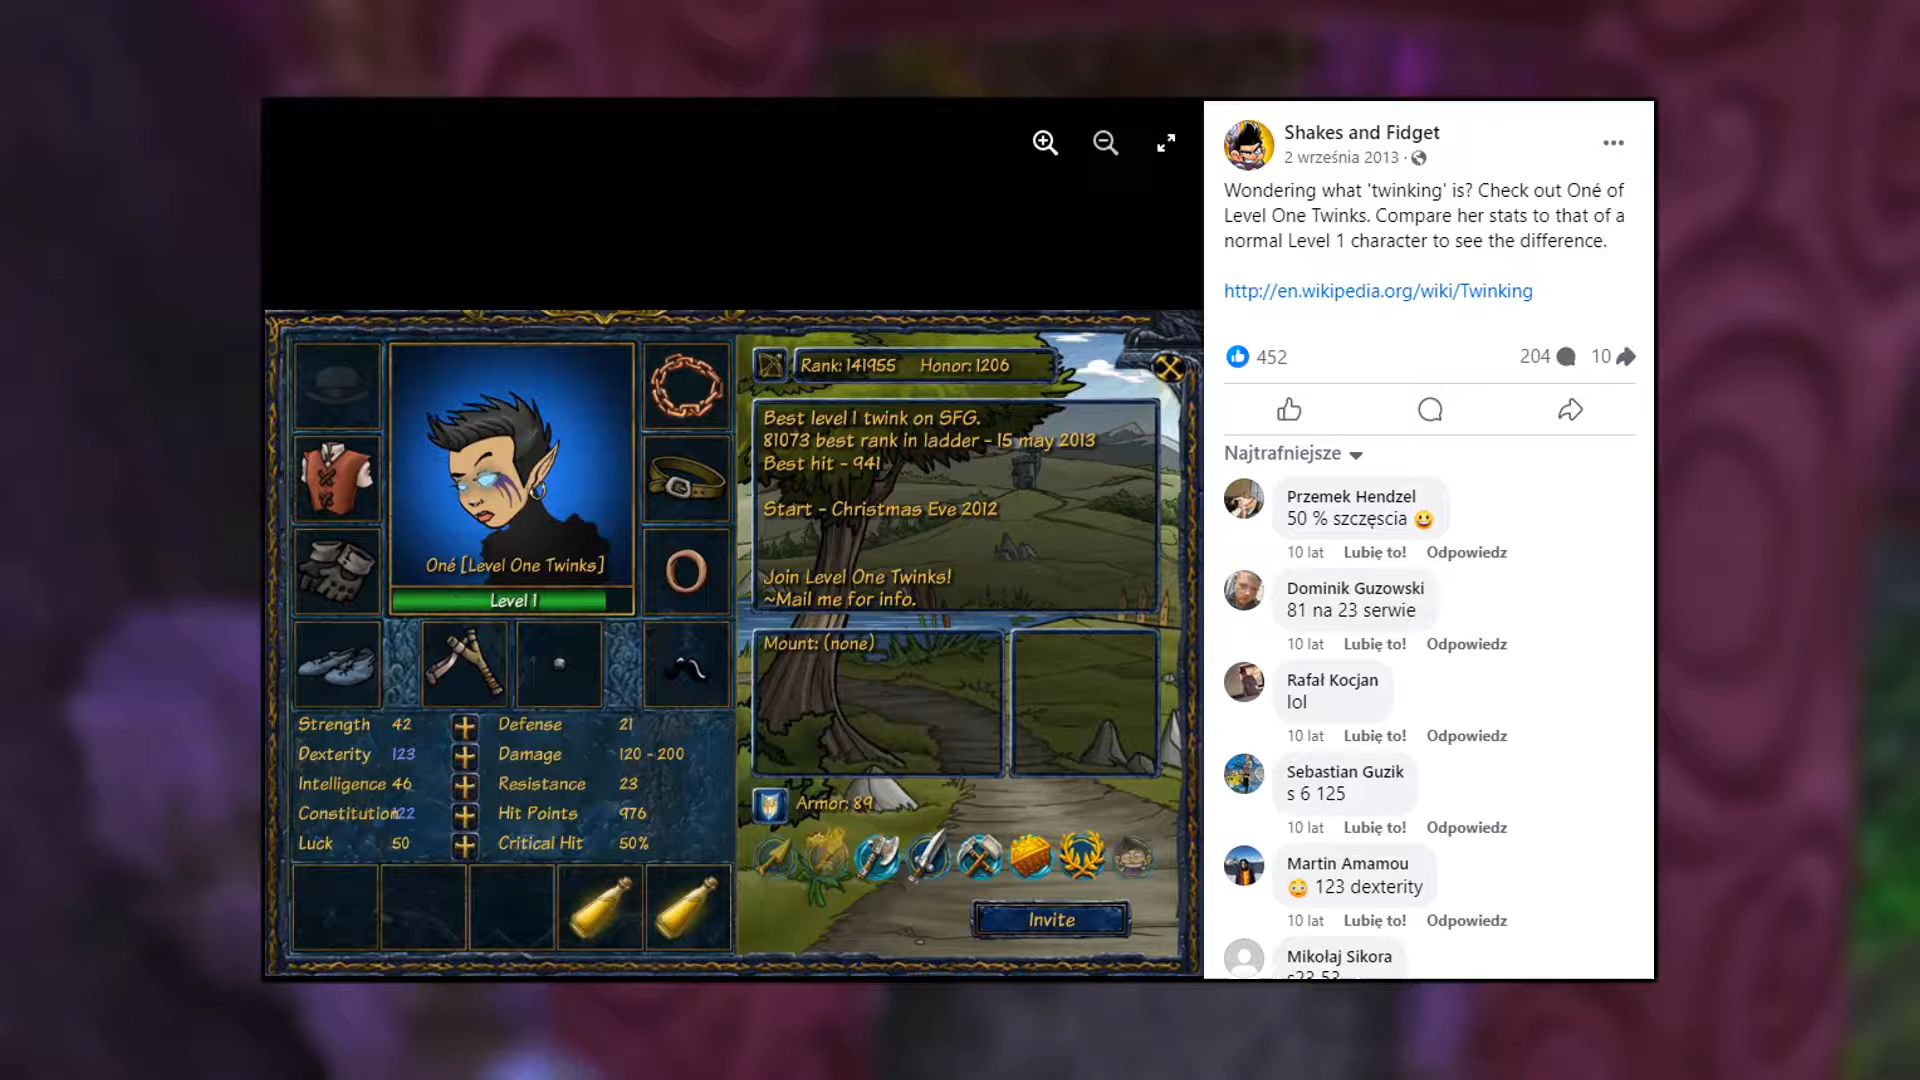 Shakes and Fidget
2 września 2013 ·
Wondering what 'twinking' is? Check out Oné of
Level One Twinks. Compare her stats to that of a
normal Level 1 character to see the difference.
http://en.wikipedia.org/wiki/Twinking
452
204
10
Najtrafniejsze
Przemek Hendzel
50 % szczęscia
10 lat Lubię to! Odpowiedz
Dominik Guzowski
81 na 23 serwie
10 lat Lubię to! Odpowiedz
Rafał Kocjan
lol
10 lat Lubię to! Odpowiedz
Sebastian Guzik
s 6 125
10 lat Lubię to! Odpowiedz
Martin Amamou
123 dexterity
10 lat Lubię to! Odpowiedz
Mikołaj Sikora
s23 53
Oné [Level One Twinks]
Level 1
Strength 42
Dexterity 123
Intelligence 46
Constitution 122
Luck 50
Defense 21
Damage 120 - 200
Resistance 23
Hit Points 976
Critical Hit 50%
Rank: 141955 Honor: 1206
Best level 1 twink on SFG.
81073 best rank in ladder - 15 may 2013
Best hit - 941
Start - Christmas Eve 2012
Join Level One Twinks!
~Mail me for info.
Mount: (none)
Armor: 89
Invite